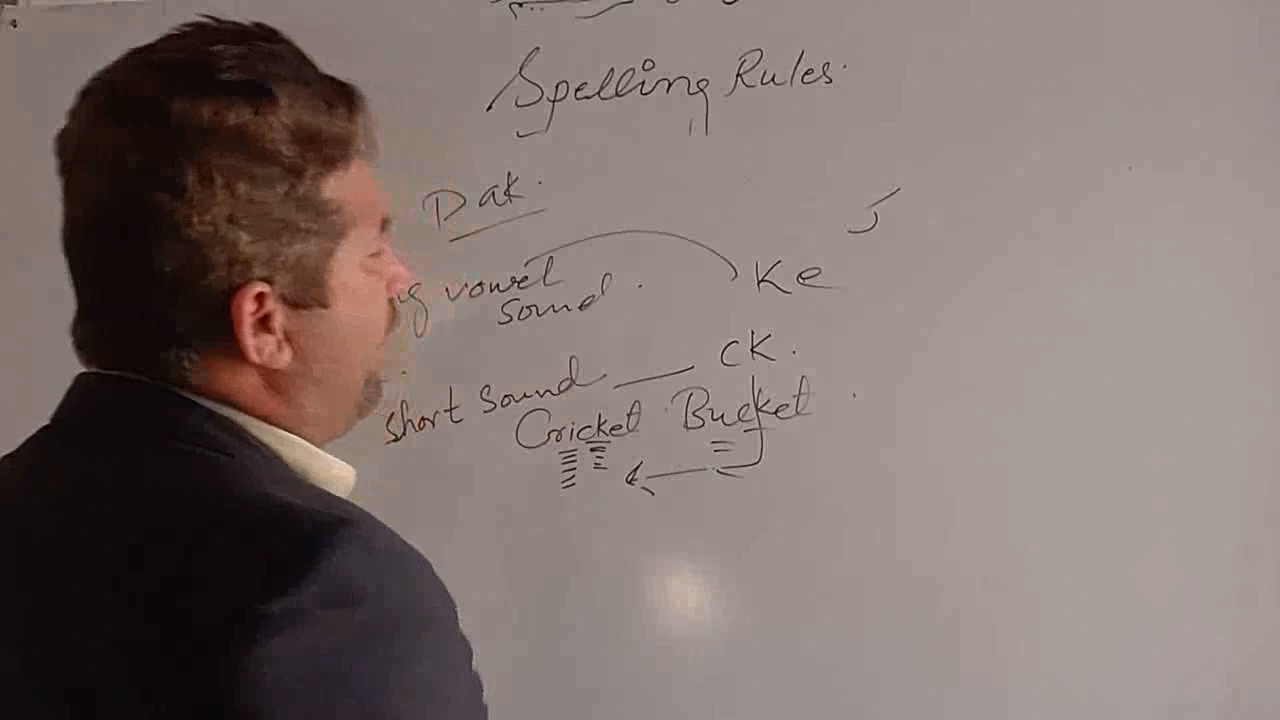 Spelling Rules.
Dak.
vowel
sound. Ke
short sound — CK.
Cricket Bucket